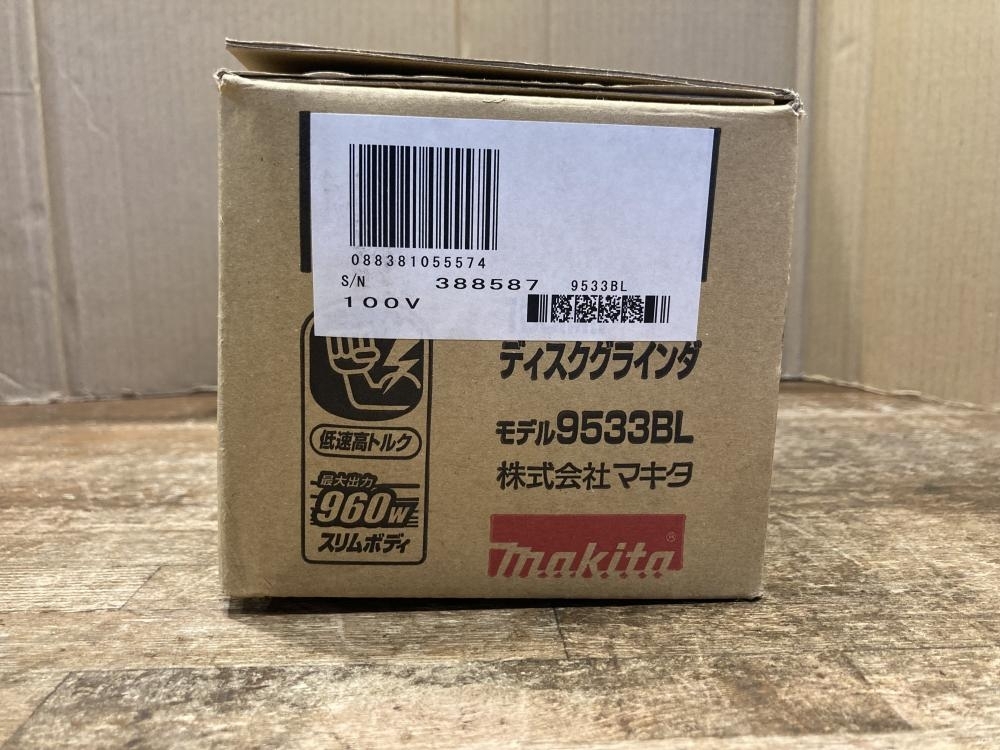 088381055574
S/N 388587 9533BL
100V
ディスクグラインダ
モデル9533BL
株式会社マキタ
makita®
低速高トルク
最大出力
960W
スリムボディ